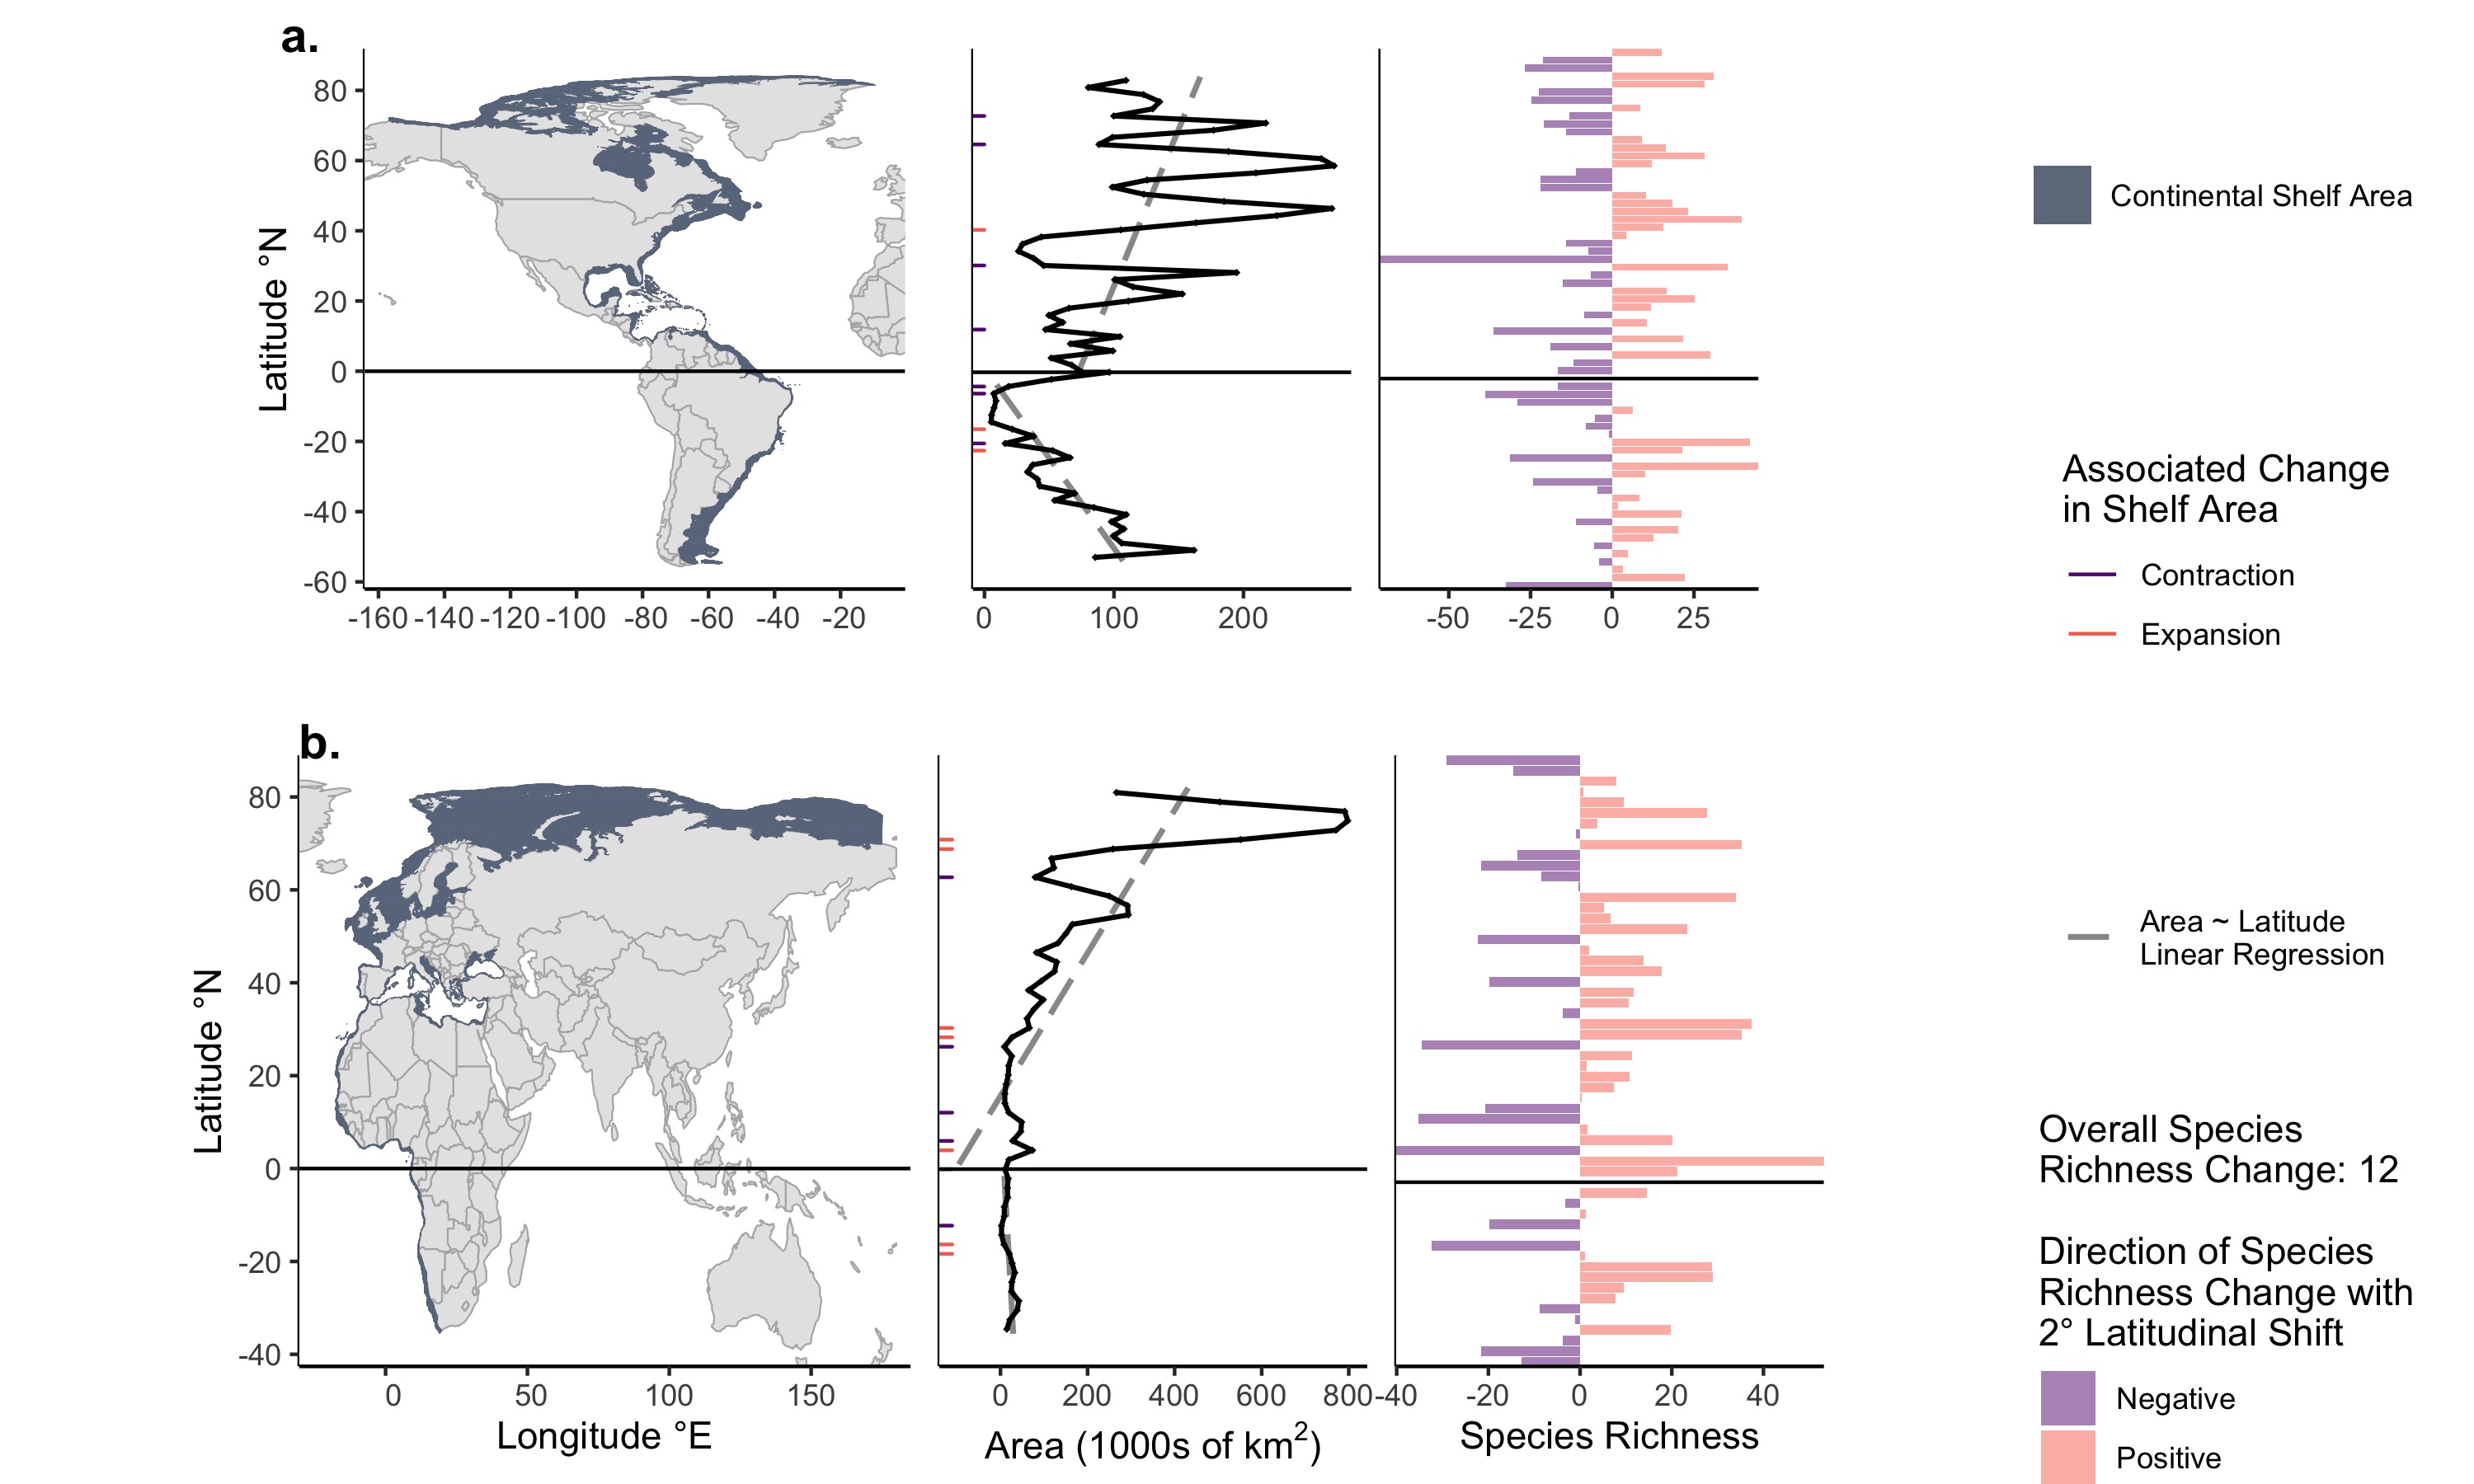 a.
Latitude °N
80
60
40
20
0
-20
-40
-60
-160 -140 -120 -100 -80 -60 -40 -20
0 100 200
-50 -25 0 25
Continental Shelf Area
Associated Change
in Shelf Area
Contraction
Expansion
b.
Latitude °N
80
60
40
20
0
-20
-40
0 50 100 150
Longitude °E
0 200 400 600 800
Area (1000s of km²)
-40 -20 0 20 40
Species Richness
Area ~ Latitude
Linear Regression
Overall Species
Richness Change: 12
Direction of Species
Richness Change with
2° Latitudinal Shift
Negative
Positive